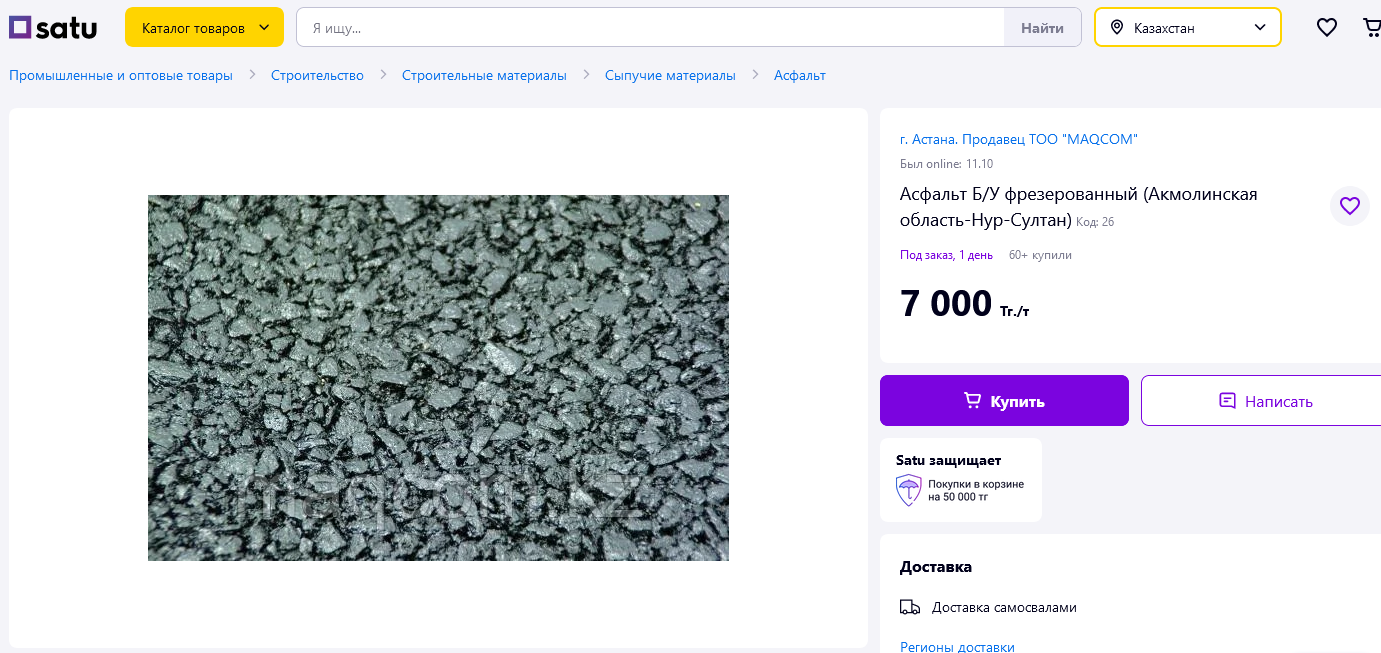 satu
Каталог товаров
Я ищу...
Найти
Казахстан
Промышленные и оптовые товары
Строительство
Строительные материалы
Сыпучие материалы
Асфальт
г. Астана. Продавец ТОО "MAQCOM"
Был online: 11.10
Асфальт Б/У фрезерованный (Акмолинская
область-Нур-Султан) Код: 26
Под заказ, 1 день 60+ купили
7 000 Тг./т
Купить
Написать
Satu защищает
Покупки в корзине
на 50 000 тг
Доставка
Доставка самосвалами
Регионы доставки